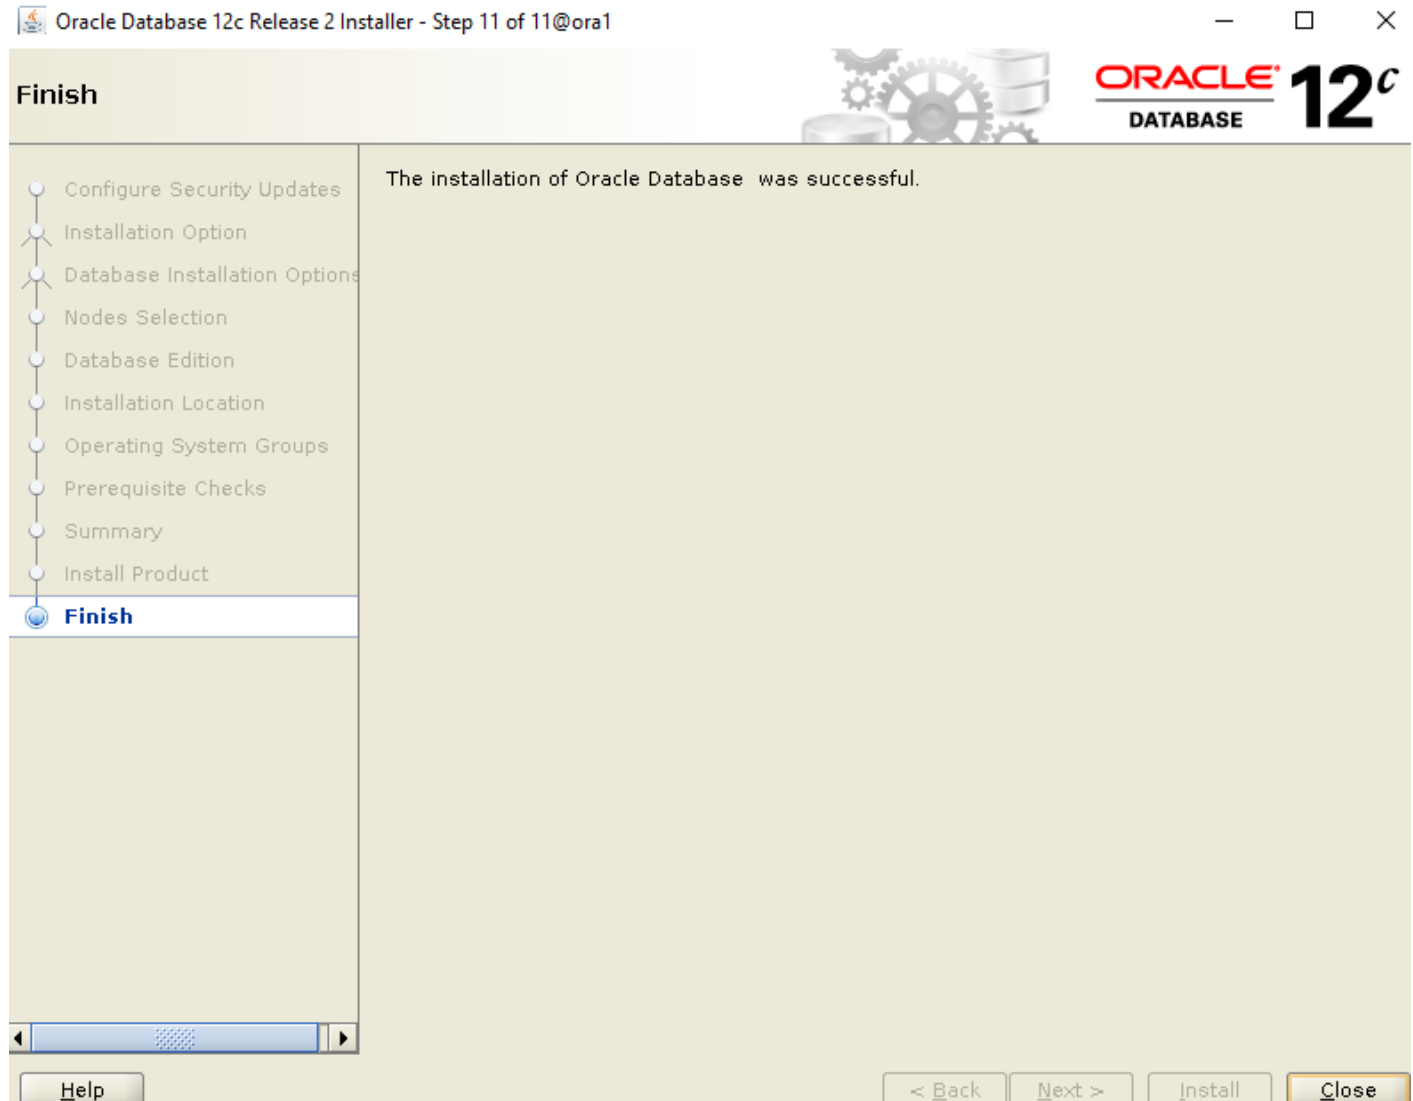 Oracle Database 12c Release 2 Installer - Step 11 of 11@ora1
Finish
ORACLE
DATABASE
12c
Configure Security Updates
Installation Option
Database Installation Options
Nodes Selection
Database Edition
Installation Location
Operating System Groups
Prerequisite Checks
Summary
Install Product
Finish
The installation of Oracle Database  was successful.
Help
< Back
Next >
Install
Close